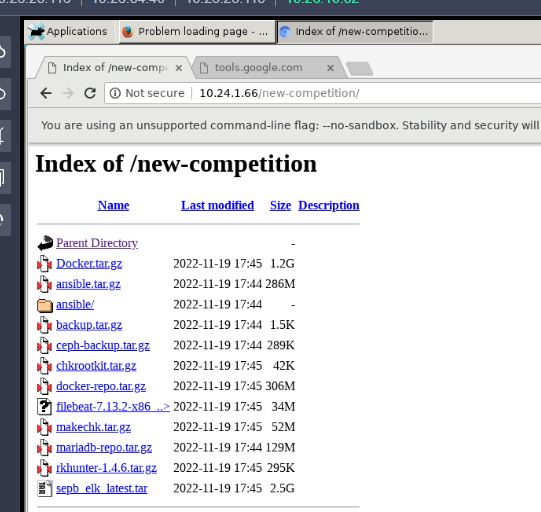 Applications Problem loading page - ... Index of /new-competitio...
Index of /new-compe tools.google.com
Not secure 10.24.1.66/new-competition/
You are using an unsupported command-line flag: --no-sandbox. Stability and security will
Index of /new-competition
Name Last modified Size Description
Parent Directory -
Docker.tar.gz 2022-11-19 17:45 1.2G
ansible.tar.gz 2022-11-19 17:44 286M
ansible/ 2022-11-19 17:44 -
backup.tar.gz 2022-11-19 17:44 1.5K
ceph-backup.tar.gz 2022-11-19 17:44 289K
chkrootkit.tar.gz 2022-11-19 17:45 42K
docker-repo.tar.gz 2022-11-19 17:45 306M
filebeat-7.13.2-x86_..> 2022-11-19 17:45 34M
makechk.tar.gz 2022-11-19 17:45 52M
mariadb-repo.tar.gz 2022-11-19 17:44 129M
rkhunter-1.4.6.tar.gz 2022-11-19 17:45 295K
sepb_elk_latest.tar 2022-11-19 17:45 2.5G